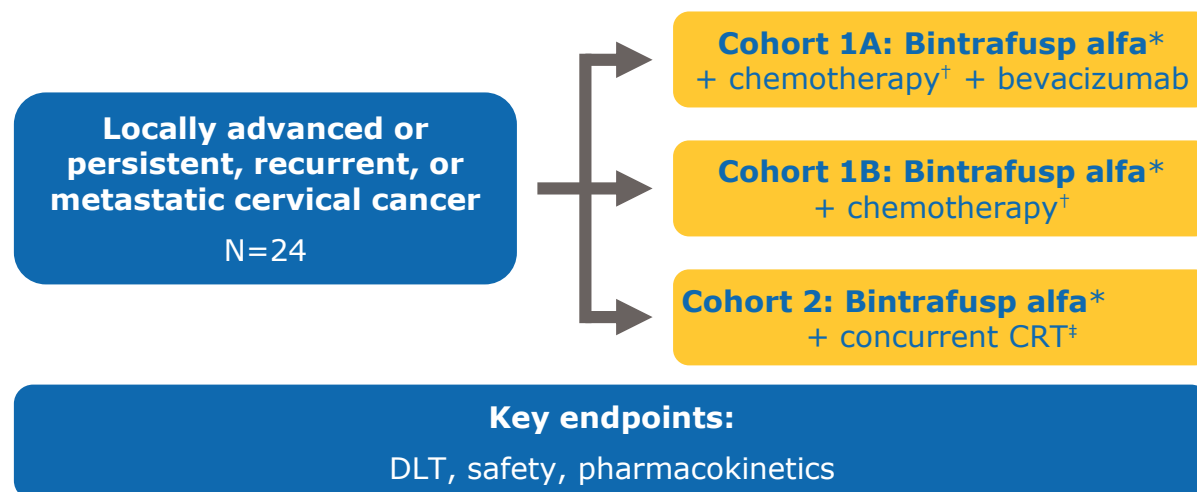 Locally advanced or
persistent, recurrent, or
metastatic cervical cancer
N=24
Cohort 1A: Bintrafusp alfa*
+ chemotherapy† + bevacizumab
Cohort 1B: Bintrafusp alfa*
+ chemotherapy†
Cohort 2: Bintrafusp alfa*
+ concurrent CRT‡
Key endpoints:
DLT, safety, pharmacokinetics